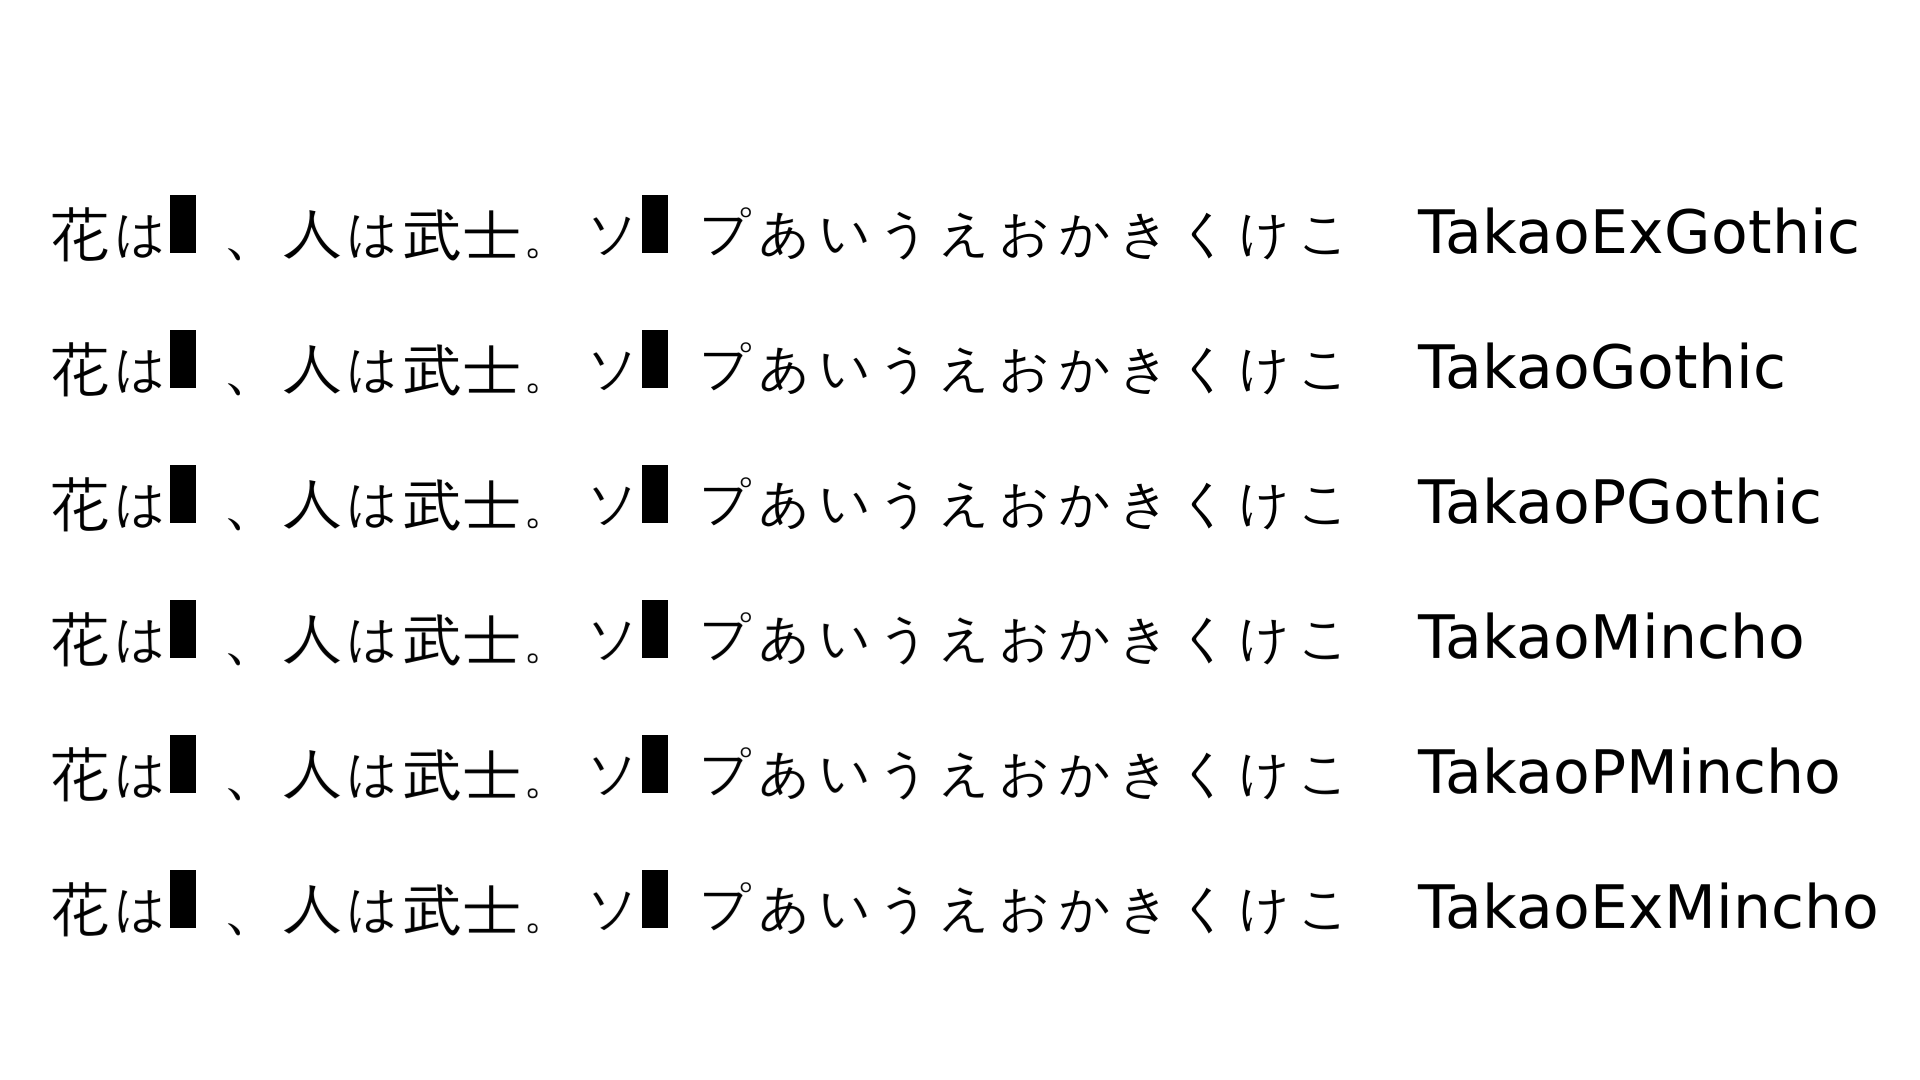 花は█、人は武士。ソ█プあいうえおかきくけこ TakaoExGothic
花は█、人は武士。ソ█プあいうえおかきくけこ TakaoGothic
花は█、人は武士。ソ█プあいうえおかきくけこ TakaoPGothic
花は█、人は武士。ソ█プあいうえおかきくけこ TakaoMincho
花は█、人は武士。ソ█プあいうえおかきくけこ TakaoPMincho
花は█、人は武士。ソ█プあいうえおかきくけこ TakaoExMincho